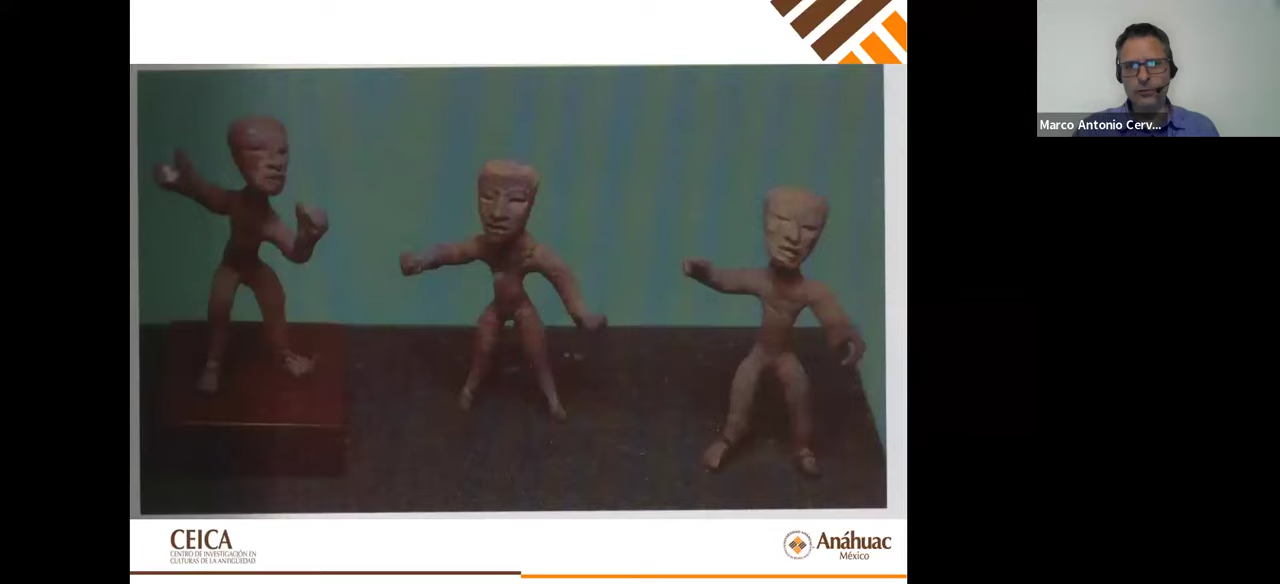 Marco Antonio Cerv...
CEICA
CENTRO DE INVESTIGACIÓN EN
CULTURAS DE LA ANTIGÜEDAD
Anáhuac
México